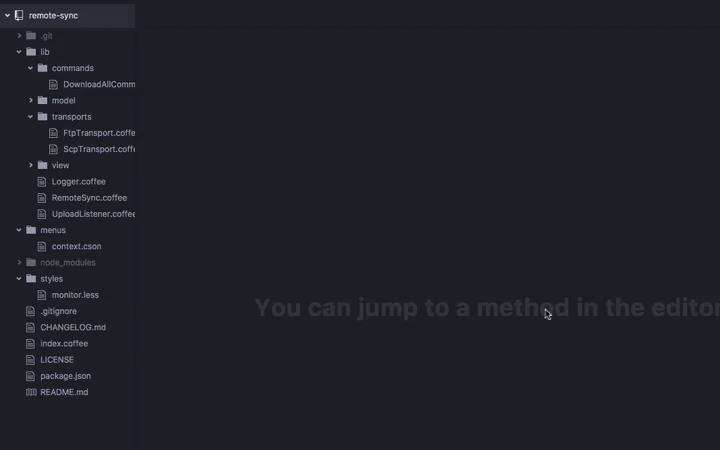 remote-sync
.git
lib
commands
DownloadAllComm
model
transports
FtpTransport.coffe
ScpTransport.coff
view
Logger.coffee
RemoteSync.coffee
UploadListener.coffee
menus
context.cson
node_modules
styles
monitor.less
.gitignore
CHANGELOG.md
index.coffee
LICENSE
package.json
README.md
You can jump to a method in the editor